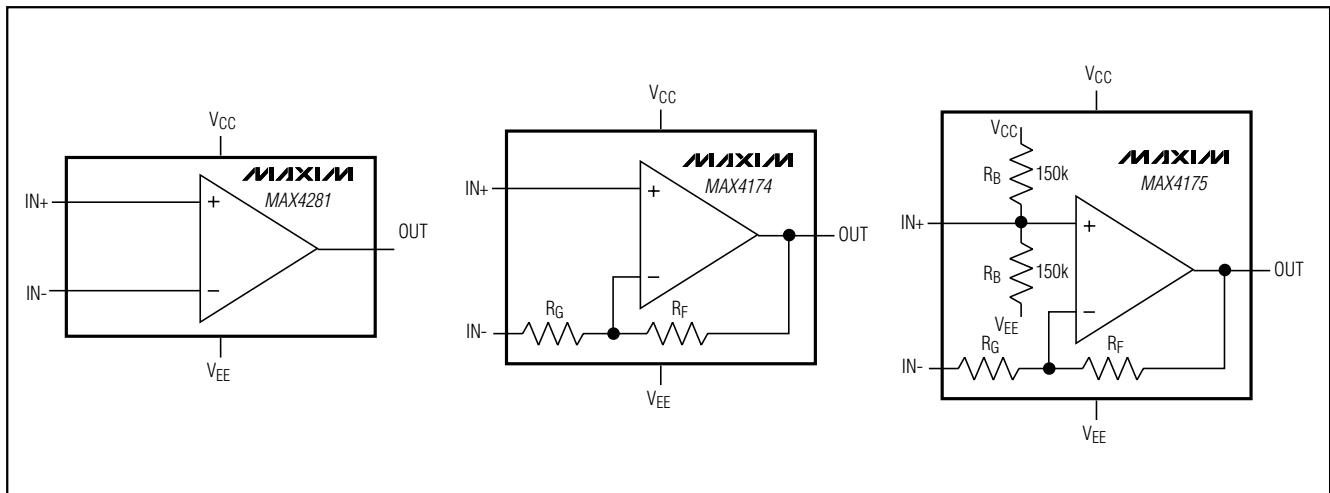 VCC
MAXIM
MAX4281
IN+
+
OUT
IN-
−
VEE
VCC
MAXIM
MAX4174
IN+
+
OUT
−
RG
RF
IN-
VEE
VCC
VCC
MAXIM
MAX4175
RB 150k
IN+
+
RB 150k
OUT
−
VEE
RG
RF
IN-
VEE